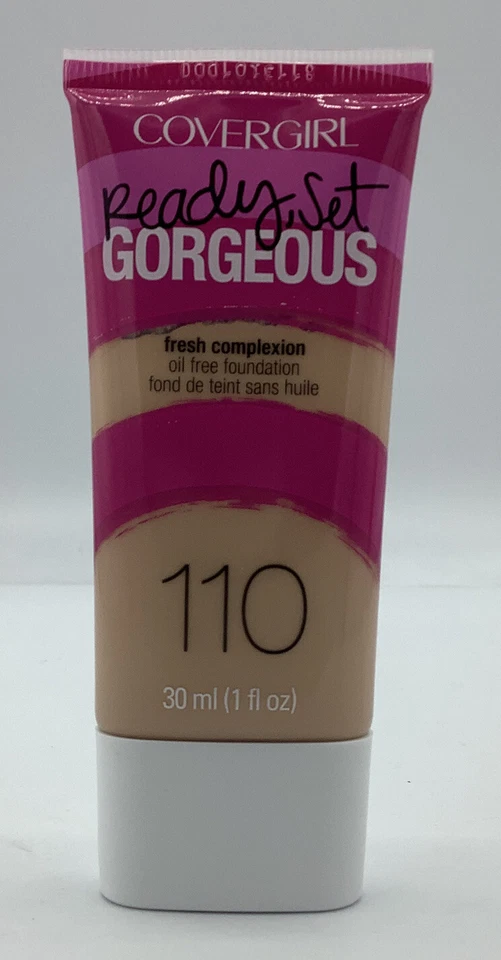 COVERGIRL
Ready, Set
GORGEOUS
fresh complexion
oil free foundation
fond de teint sans huile
110
30 ml (1 fl oz)